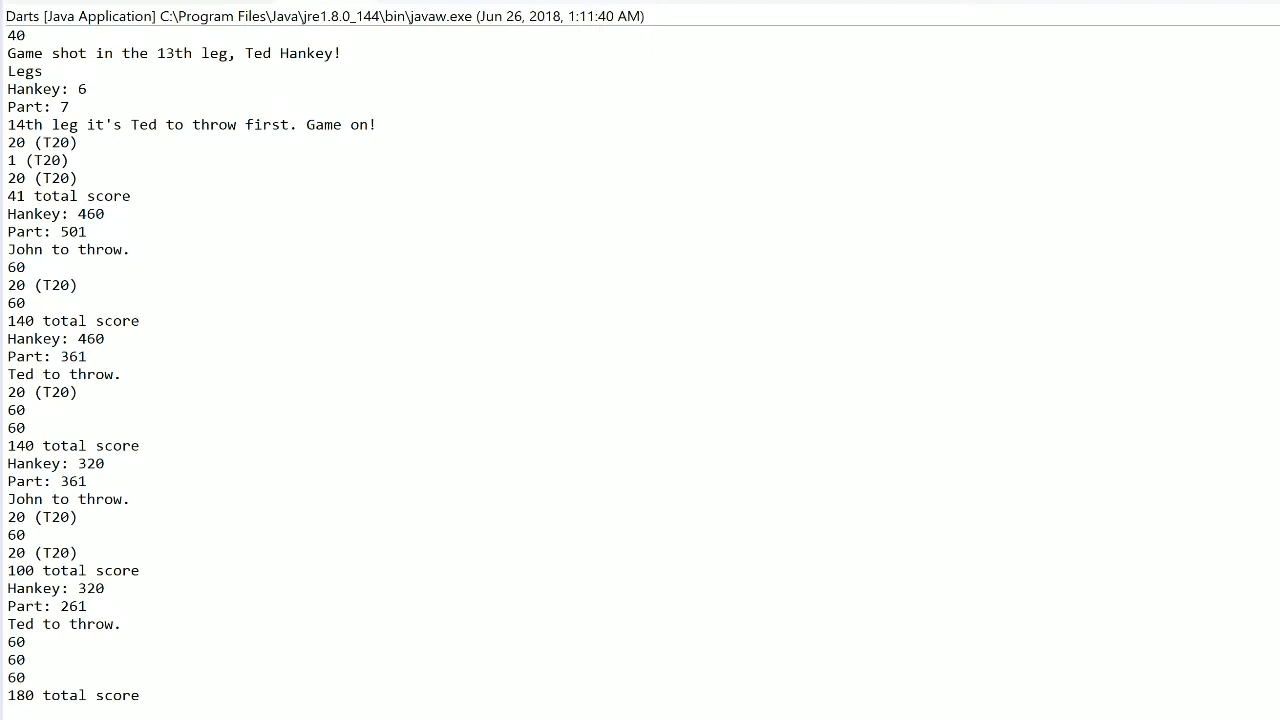 Darts [Java Application] C:\Program Files\Java\jre1.8.0_144\bin\javaw.exe (Jun 26, 2018, 1:11:40 AM)
40
Game shot in the 13th leg, Ted Hankey!
Legs
Hankey: 6
Part: 7
14th leg it's Ted to throw first. Game on!
20 (T20)
1 (T20)
20 (T20)
41 total score
Hankey: 460
Part: 501
John to throw.
60
20 (T20)
60
140 total score
Hankey: 460
Part: 361
Ted to throw.
20 (T20)
60
60
140 total score
Hankey: 320
Part: 361
John to throw.
20 (T20)
60
20 (T20)
100 total score
Hankey: 320
Part: 261
Ted to throw.
60
60
60
180 total score